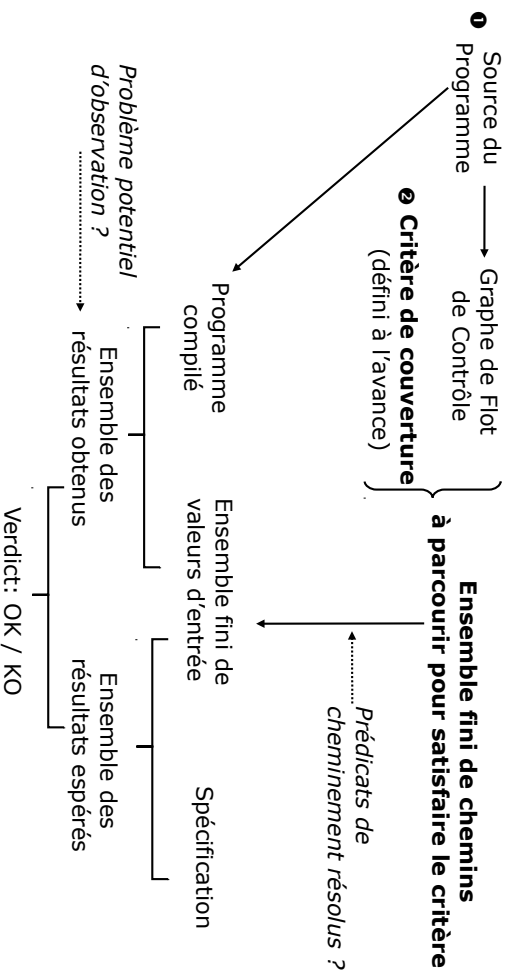 ❶ Source du
Programme
Graphe de Flot
de Contrôle
❷ Critère de couverture
(défini à l'avance)
Ensemble fini de chemins
à parcourir pour satisfaire le critère
Prédicats de
cheminement résolus ?
Programme
compilé
Ensemble fini de
valeurs d'entrée
Spécification
Problème potentiel
d'observation ?
Ensemble des
résultats obtenus
Ensemble des
résultats espérés
Verdict: OK / KO